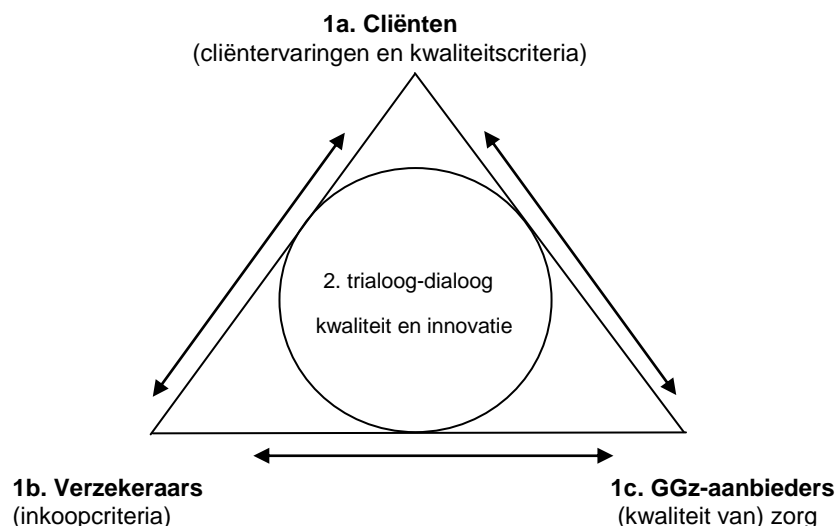 1a. Cliënten
(cliëntervaringen en kwaliteitscriteria)
2. trialoog-dialoog
kwaliteit en innovatie
1b. Verzekeraars
(inkoopcriteria)
1c. GGz-aanbieders
(kwaliteit van) zorg